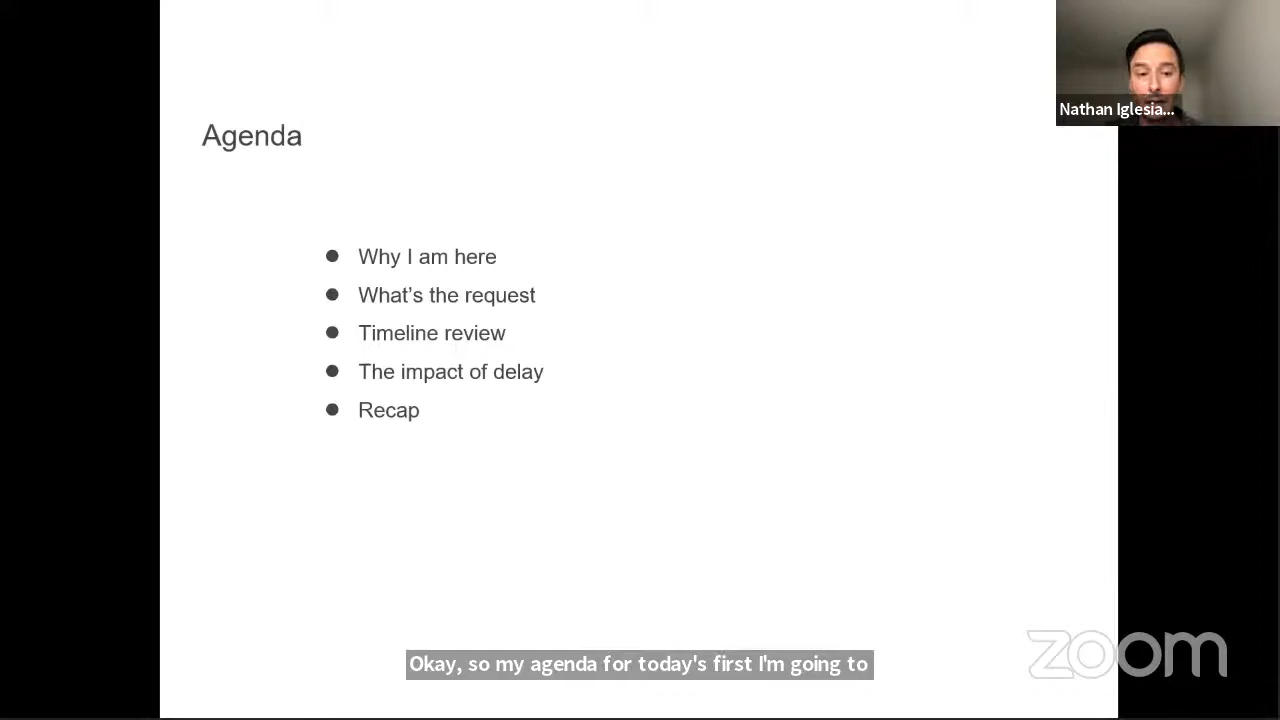 Nathan Iglesia...
Agenda
Why I am here
What's the request
Timeline review
The impact of delay
Recap
Okay, so my agenda for today's first I'm going to
zoom